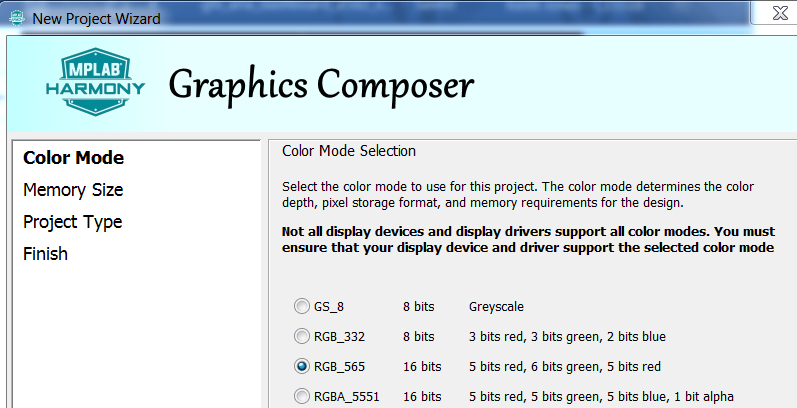 New Project Wizard
MPLAB®
HARMONY
Graphics Composer
Color Mode
Memory Size
Project Type
Finish
Color Mode Selection
Select the color mode to use for this project. The color mode determines the color
depth, pixel storage format, and memory requirements for the design.
Not all display devices and display drivers support all color modes. You must
ensure that your display device and driver support the selected color mode
GS_8 8 bits Greyscale
RGB_332 8 bits 3 bits red, 3 bits green, 2 bits blue
RGB_565 16 bits 5 bits red, 6 bits green, 5 bits red
RGBA_5551 16 bits 5 bits red, 5 bits green, 5 bits blue, 1 bit alpha